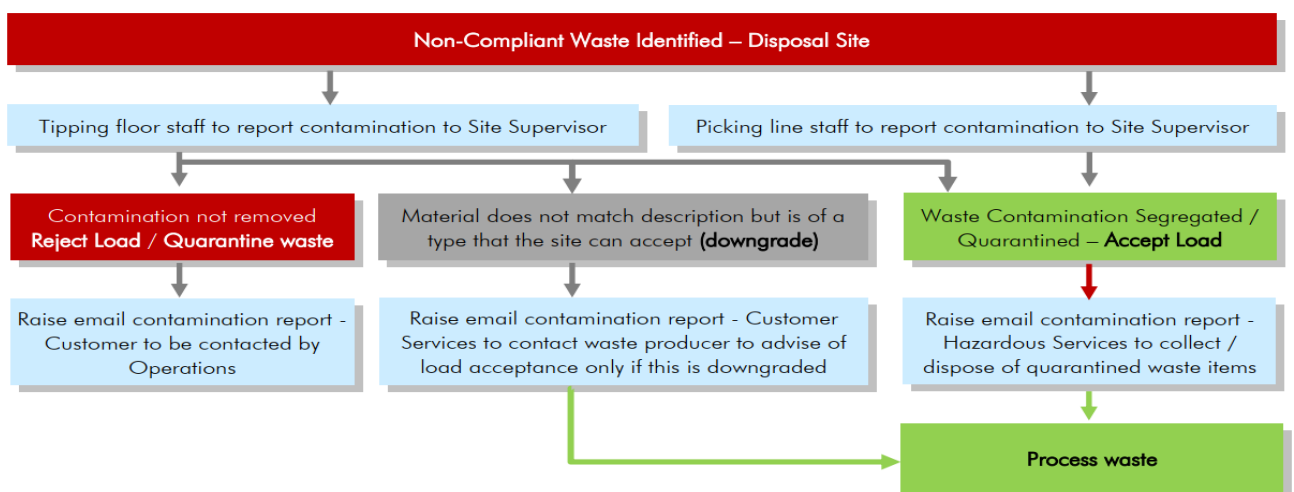 Non-Compliant Waste Identified – Disposal Site
Tipping floor staff to report contamination to Site Supervisor
Picking line staff to report contamination to Site Supervisor
Contamination not removed
Reject Load / Quarantine waste
Material does not match description but is of a
type that the site can accept (downgrade)
Waste Contamination Segregated /
Quarantined – Accept Load
Raise email contamination report -
Customer to be contacted by
Operations
Raise email contamination report - Customer
Services to contact waste producer to advise of
load acceptance only if this is downgraded
Raise email contamination report -
Hazardous Services to collect /
dispose of quarantined waste items
Process waste